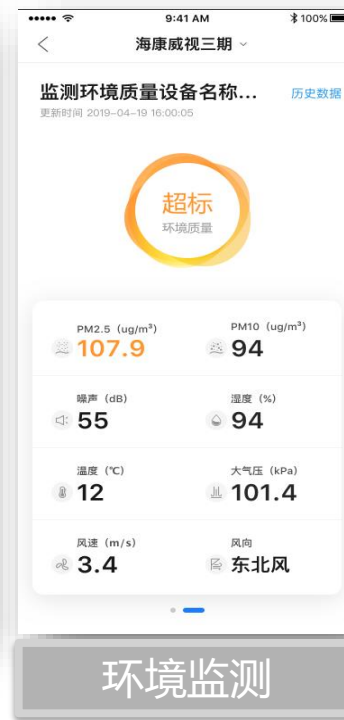 9:41 AM
100%
海康威视三期
监测环境质量设备名称...
历史数据
更新时间 2019-04-19 16:00:05
超标
环境质量
PM2.5 (ug/m³)
107.9
PM10 (ug/m³)
94
噪声 (dB)
55
湿度 (%)
94
温度 (℃)
12
大气压 (kPa)
101.4
风速 (m/s)
3.4
风向
东北风
环境监测